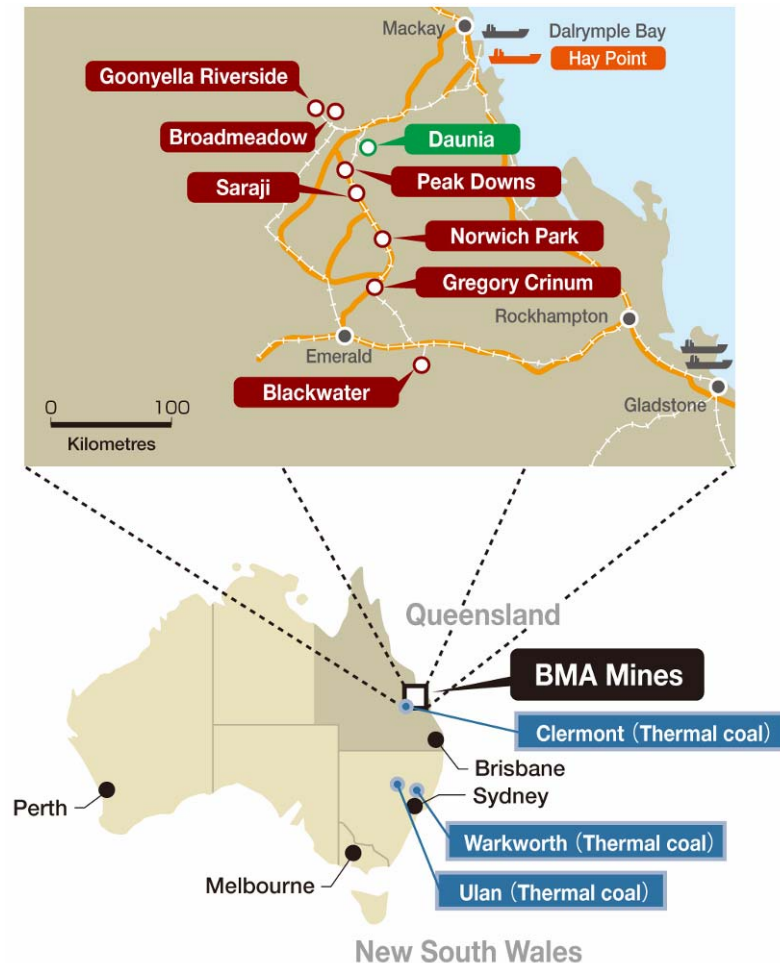 Mackay
Dalrymple Bay
Hay Point
Goonyella Riverside
Broadmeadow
Daunia
Peak Downs
Saraji
Norwich Park
Gregory Crinum
Rockhampton
Emerald
Blackwater
Gladstone
0 100
Kilometres
Queensland
BMA Mines
Clermont (Thermal coal)
Brisbane
Perth
Sydney
Warkworth (Thermal coal)
Melbourne
Ulan (Thermal coal)
New South Wales